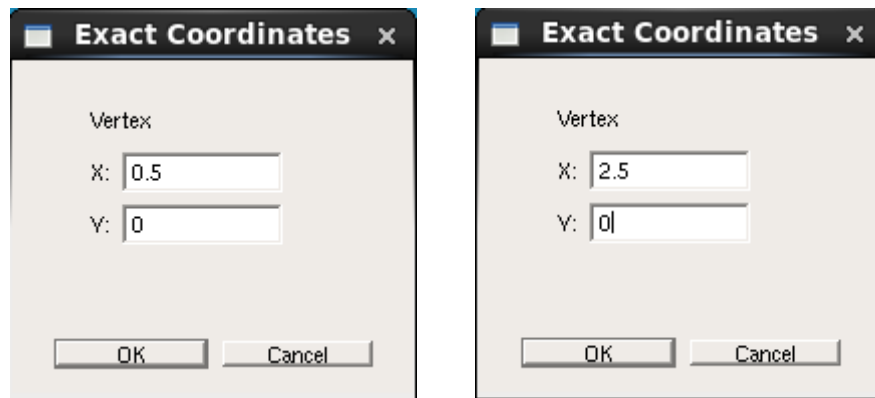 Exact Coordinates
Vertex
X: 0.5
Y: 0
OK Cancel
Exact Coordinates
Vertex
X: 2.5
Y: 0
OK Cancel